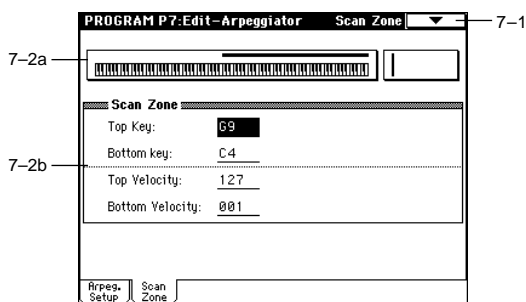 PROGRAM P7:Edit-Arpeggiator Scan Zone
7–1
7–2a
Scan Zone
Top Key: G9
Bottom key: C4
7–2b
Top Velocity: 127
Bottom Velocity: 001
Arpeg. Setup
Scan Zone